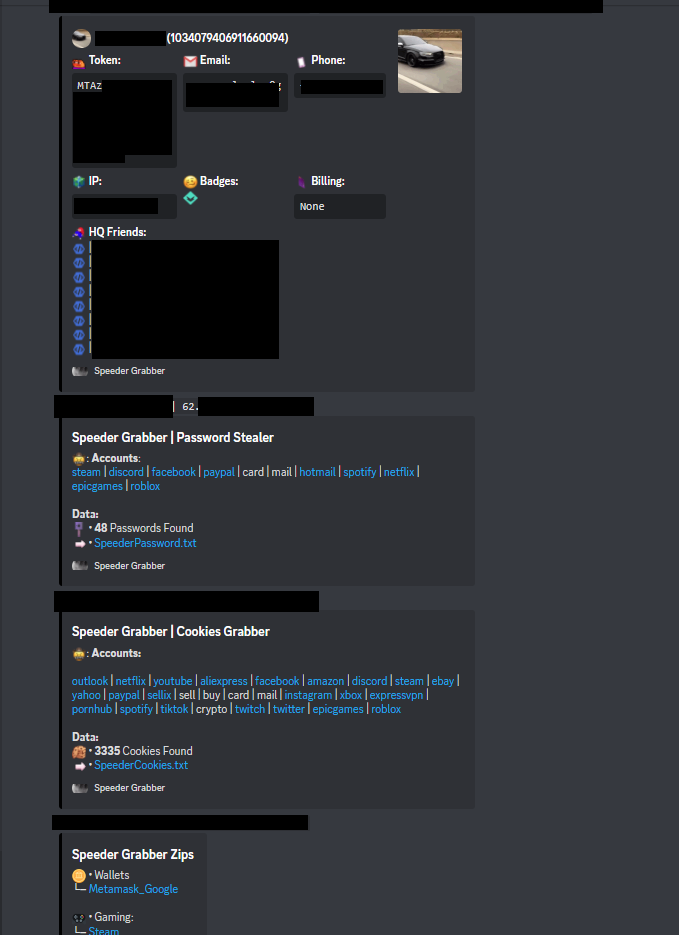 (1034079406911660094)
Token: Email: Phone:
MTAz
IP: Badges: Billing:
None
HQ Friends:
Speeder Grabber
| 62.
Speeder Grabber | Password Stealer
: Accounts:
steam | discord | facebook | paypal | card | mail | hotmail | spotify | netflix |
epicgames | roblox
Data:
• 48 Passwords Found
• SpeederPassword.txt
Speeder Grabber
Speeder Grabber | Cookies Grabber
: Accounts:
outlook | netflix | youtube | aliexpress | facebook | amazon | discord | steam | ebay |
yahoo | paypal | sellix | sell | buy | card | mail | instagram | xbox | expressvpn |
pornhub | spotify | tiktok | crypto | twitch | twitter | epicgames | roblox
Data:
• 3335 Cookies Found
• SpeederCookies.txt
Speeder Grabber
Speeder Grabber Zips
• Wallets
Metamask_Google
• Gaming:
Steam